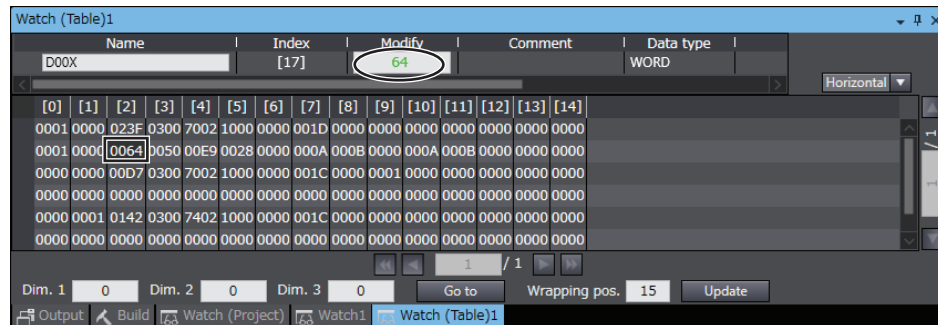 Watch (Table)1
Name Index Modify Comment Data type
D00X [17] 64 WORD
Horizontal
[0] [1] [2] [3] [4] [5] [6] [7] [8] [9] [10] [11] [12] [13] [14]
0001 0000 023F 0300 7002 1000 0000 001D 0000 0000 0000 0000 0000 0000 0000
0001 0000 0064 0050 00E9 0028 0000 000A 000B 0000 000A 000B 0000 0000 0000
0000 0000 00D7 0300 7002 1000 0000 001C 0000 0001 0000 0000 0000 0000 0000
0000 0000 0000 0000 0000 0000 0000 0000 0000 0000 0000 0000 0000 0000 0000
0000 0001 0142 0300 7402 1000 0000 001C 0000 0000 0000 0000 0000 0000 0000
0000 0000 0000 0000 0000 0000 0000 0000 0000 0000 0000 0000 0000 0000 0000
1 / 1
1 / 1
Dim. 1 0 Dim. 2 0 Dim. 3 0 Go to Wrapping pos. 15 Update
Output Build Watch (Project) Watch1 Watch (Table)1